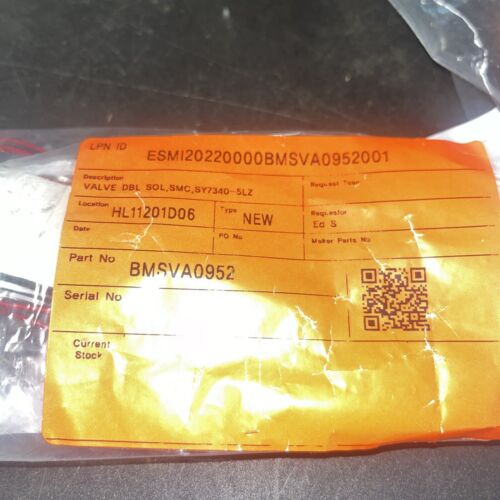 LPN ID ESMI20220000BMSVA0952001
Description
VALVE DBL SOL,SMC,SY7340-5LZ
Request Type
Location HL11201D06
Type NEW
Requestor
Ed S
Date
PO No
Maker Parts No
Part No BMSVA0952
Serial No
Current
Stock